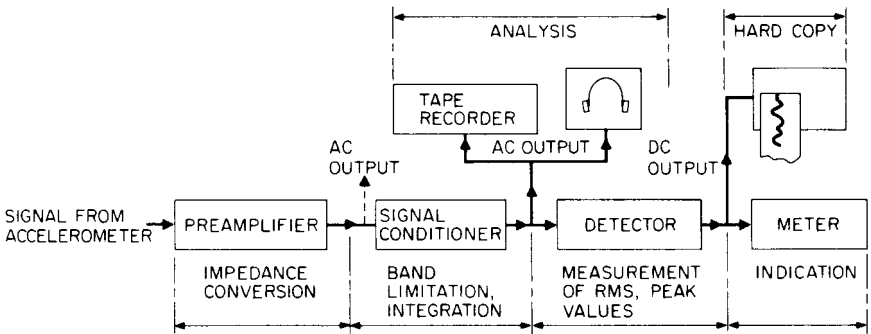 ANALYSIS
HARD COPY
TAPE
RECORDER
AC
OUTPUT
AC OUTPUT
DC
OUTPUT
SIGNAL FROM
ACCELEROMETER
PREAMPLIFIER
SIGNAL
CONDITIONER
DETECTOR
METER
IMPEDANCE
CONVERSION
BAND
LIMITATION,
INTEGRATION
MEASUREMENT
OF RMS, PEAK
VALUES
INDICATION